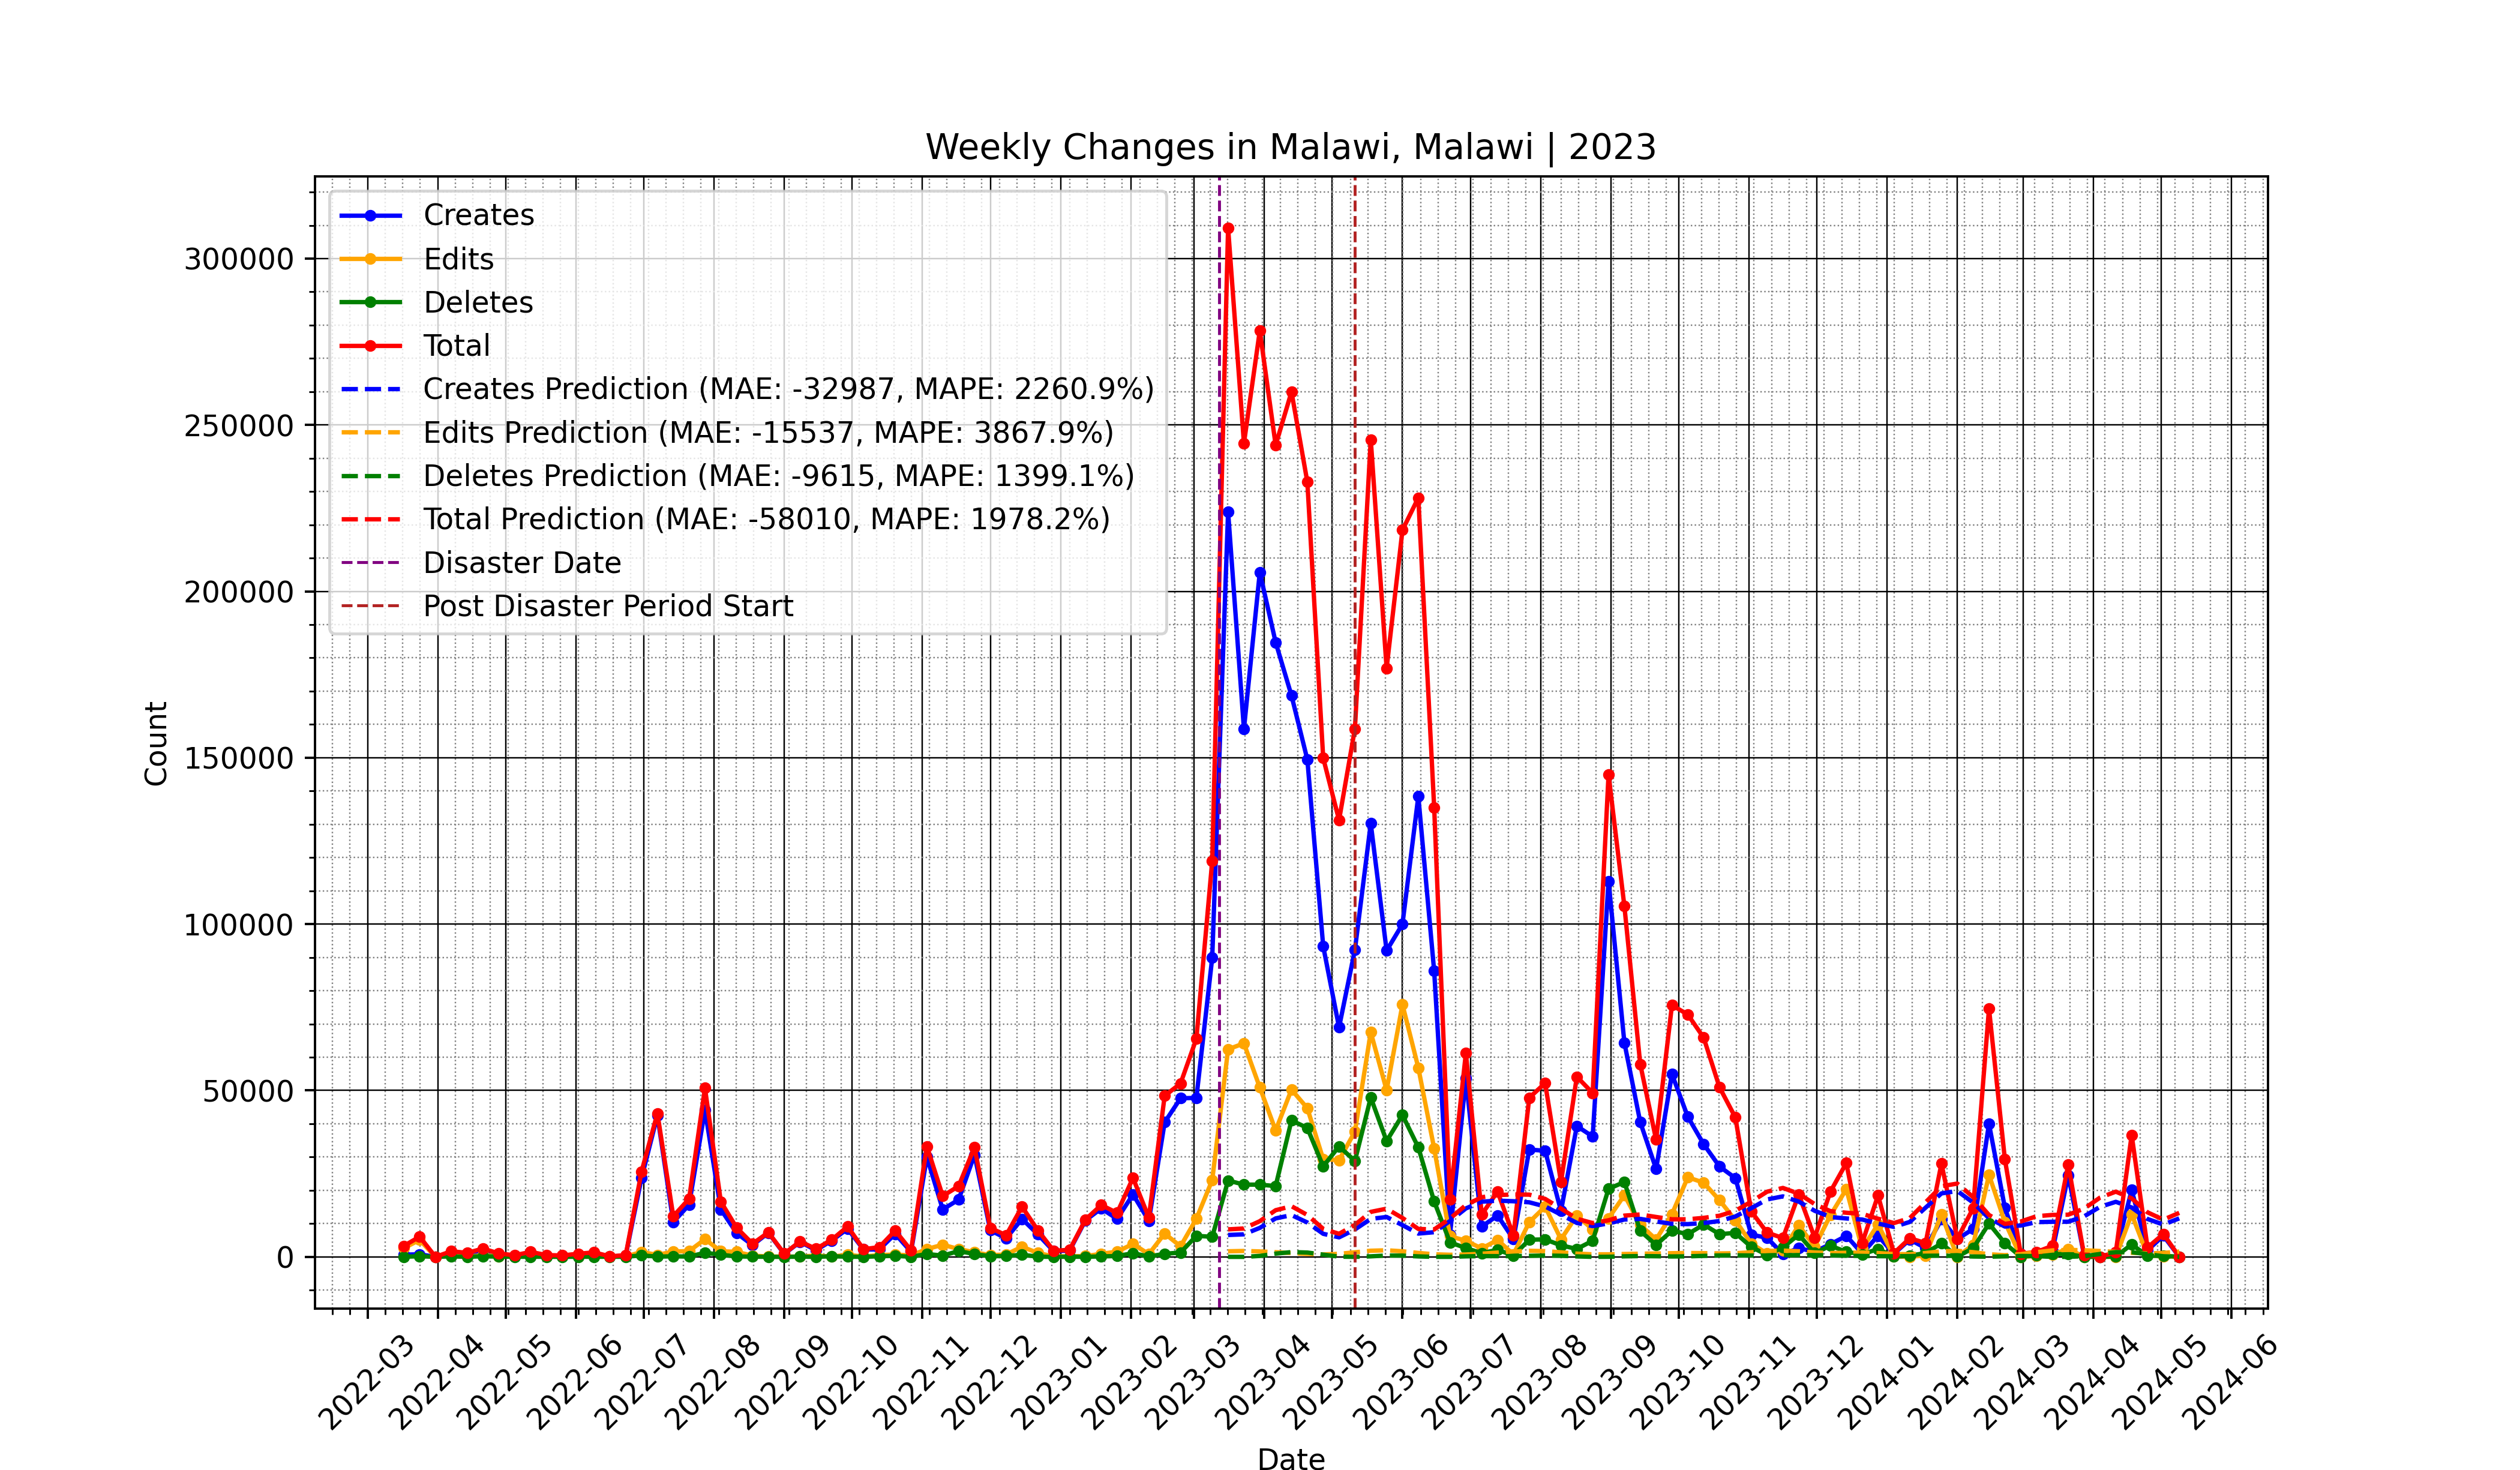 Weekly Changes in Malawi, Malawi | 2023
Creates
Edits
Deletes
Total
Creates Prediction (MAE: -32987, MAPE: 2260.9%)
Edits Prediction (MAE: -15537, MAPE: 3867.9%)
Deletes Prediction (MAE: -9615, MAPE: 1399.1%)
Total Prediction (MAE: -58010, MAPE: 1978.2%)
Disaster Date
Post Disaster Period Start
300000
250000
200000
150000
100000
50000
0
Count
2022-03
2022-04
2022-05
2022-06
2022-07
2022-08
2022-09
2022-10
2022-11
2022-12
2023-01
2023-02
2023-03
2023-04
2023-05
2023-06
2023-07
2023-08
2023-09
2023-10
2023-11
2023-12
2024-01
2024-02
2024-03
2024-04
2024-05
2024-06
Date